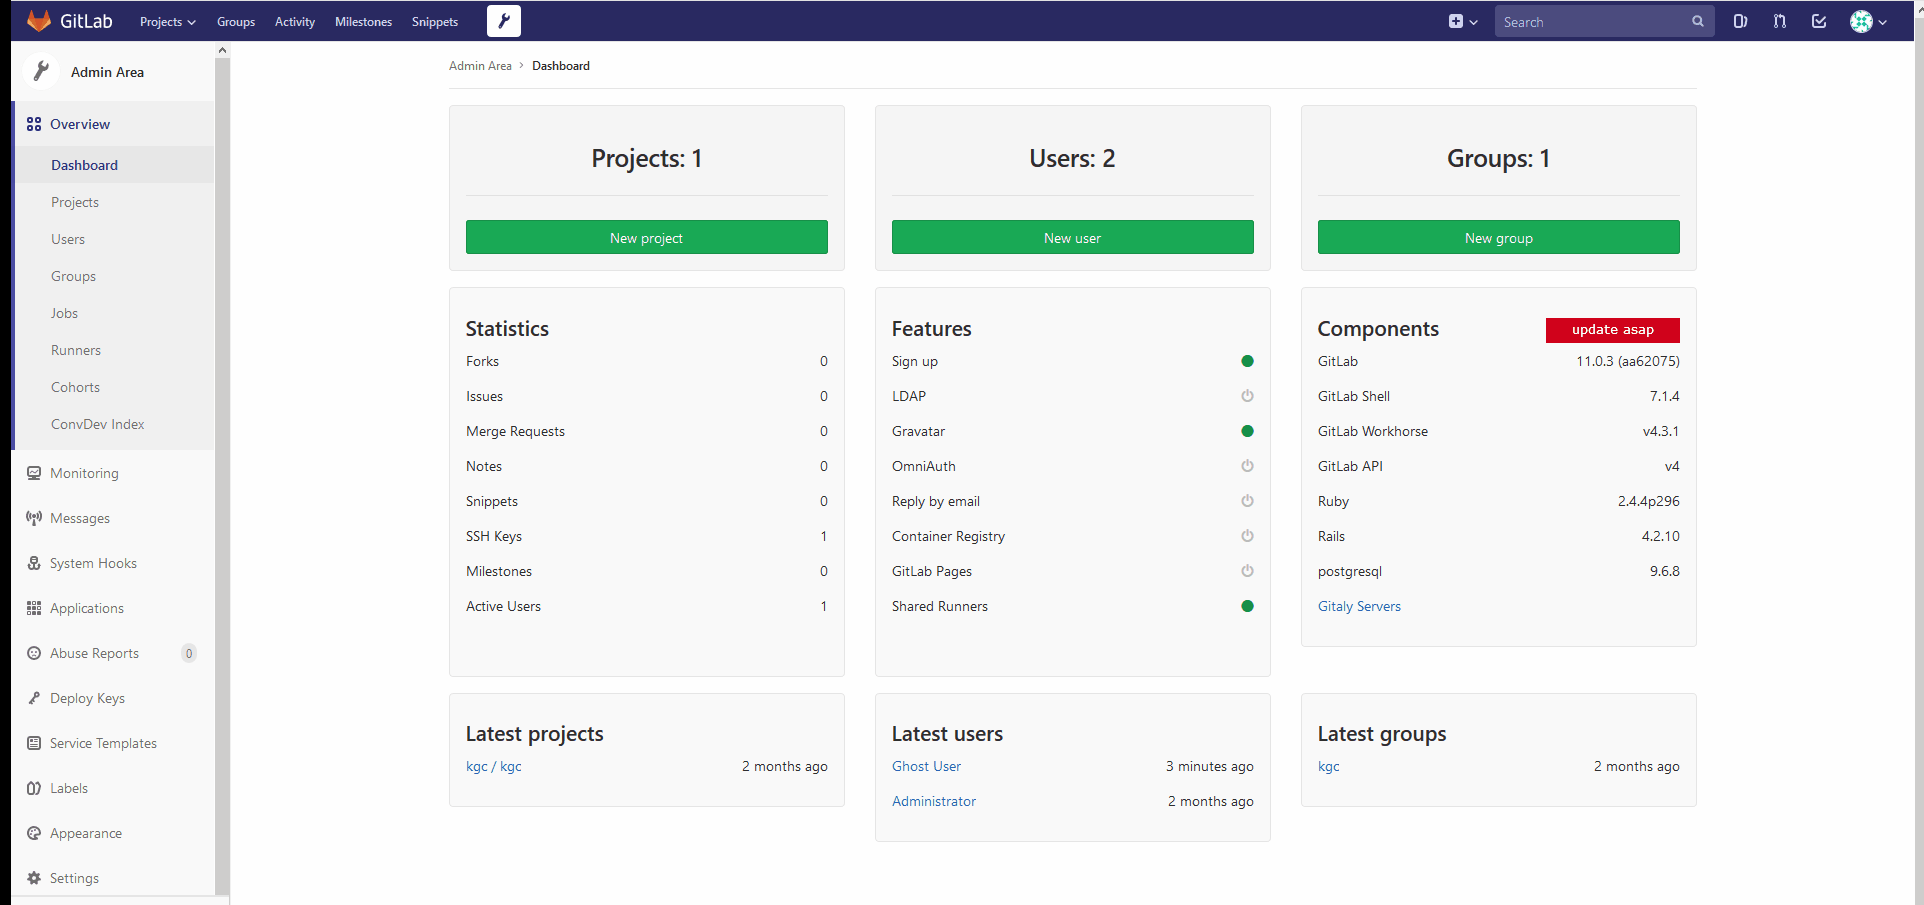 GitLab Projects Groups Activity Milestones Snippets Search
Admin Area
Overview
Dashboard
Projects
Users
Groups
Jobs
Runners
Cohorts
ConvDev Index
Monitoring
Messages
System Hooks
Applications
Abuse Reports 0
Deploy Keys
Service Templates
Labels
Appearance
Settings
Admin Area › Dashboard
Projects: 1
New project
Users: 2
New user
Groups: 1
New group
Statistics
Forks 0
Issues 0
Merge Requests 0
Notes 0
Snippets 0
SSH Keys 1
Milestones 0
Active Users 1
Features
Sign up
LDAP
Gravatar
OmniAuth
Reply by email
Container Registry
GitLab Pages
Shared Runners
Components update asap
GitLab 11.0.3 (aa62075)
GitLab Shell 7.1.4
GitLab Workhorse v4.3.1
GitLab API v4
Ruby 2.4.4p296
Rails 4.2.10
postgresql 9.6.8
Gitaly Servers
Latest projects
kgc / kgc 2 months ago
Latest users
Ghost User 3 minutes ago
Administrator 2 months ago
Latest groups
kgc 2 months ago